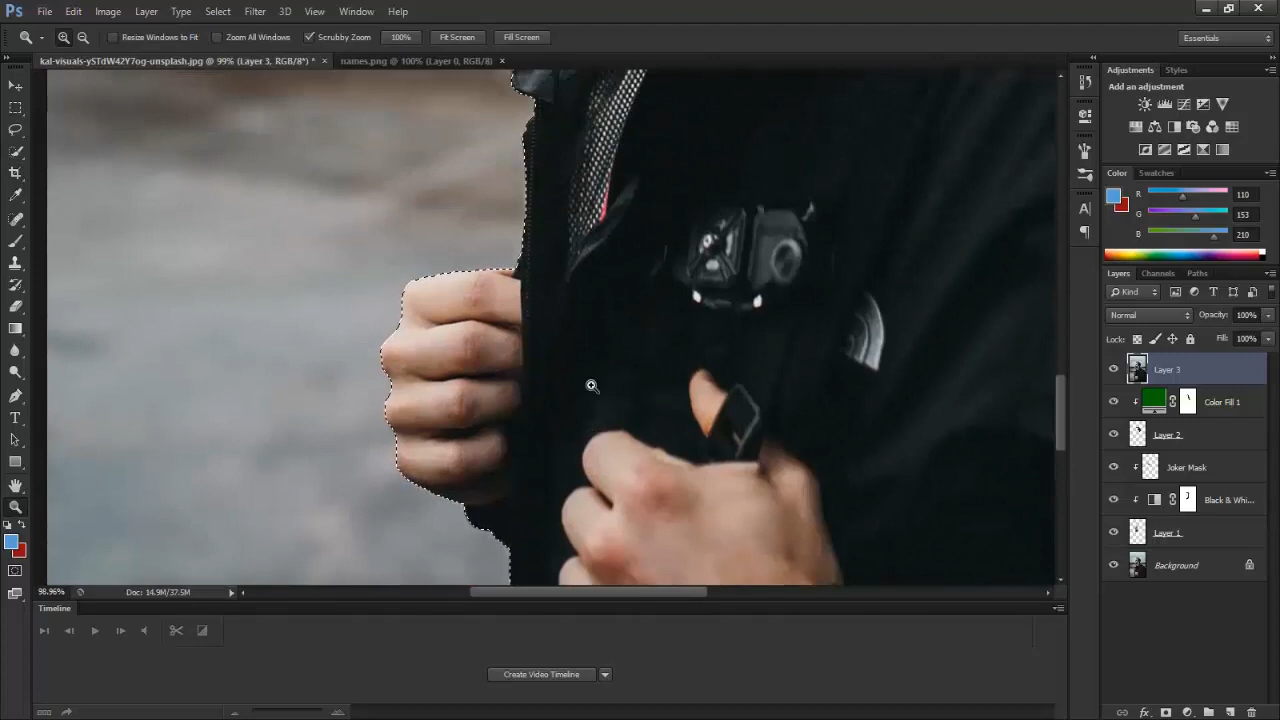 Ps File Edit Image Layer Type Select Filter 3D View Window Help
Resize Windows to Fit Zoom All Windows Scrubby Zoom 100% Fit Screen Fill Screen Essentials
kal-visuals-ySTdW42Y7og-unsplash.jpg @ 99% (Layer 3, RGB/8*) * × names.png @ 100% (Layer 0, RGB/8) ×
Adjustments Styles
Add an adjustment
Color Swatches
R 110
G 153
B 210
Layers Channels Paths
Kind
Normal Opacity: 100%
Lock: Fill: 100%
Layer 3
Color Fill 1
Layer 2
Joker Mask
Black & Whi...
Layer 1
Background
98.96% Doc: 14.9M/37.5M
Timeline
Create Video Timeline